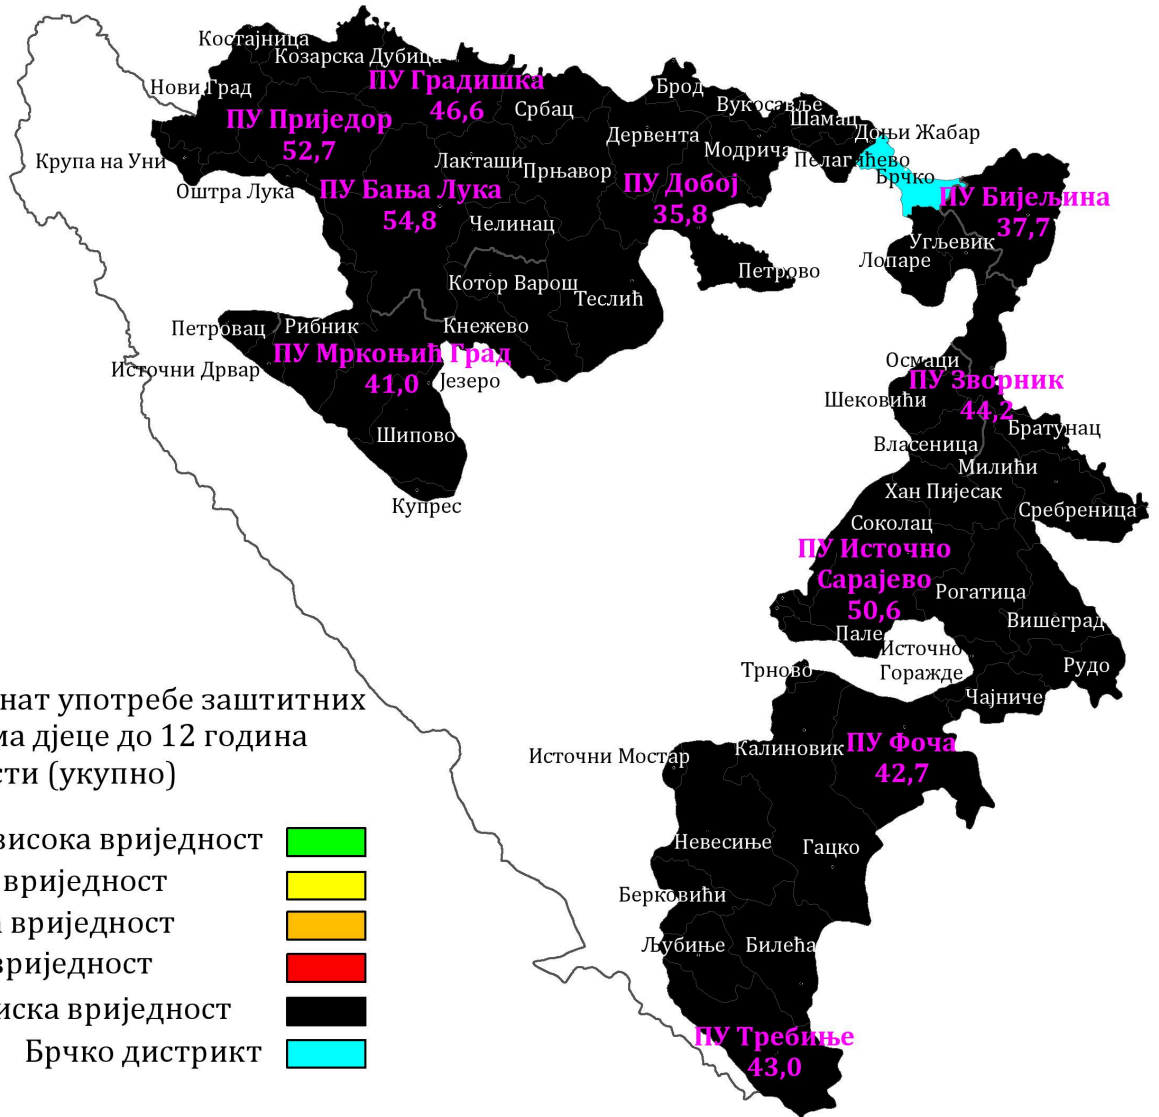 Костајница
Козарска Дубица
Нови Град
ПУ Градишка
46,6
Србац
Брод
Вукосавље
Шамац
Доњи Жабар
ПУ Приједор
52,7
Дервента
Модрича
Пелагићево
Брчко
Крупа на Уни
Оштра Лука
Лакташи
Прњавор
ПУ Бања Лука
54,8
ПУ Добој
35,8
ПУ Бијељина
37,7
Челинац
Угљевик
Лопаре
Котор Варош
Теслић
Петрово
Петровац
Рибник
Кнежево
Источни Дрвар
ПУ Мркоњић Град
41,0
Језеро
Осмаци
ПУ Зворник
44,2
Шековићи
Братунац
Шипово
Власеница
Милићи
Купрес
Хан Пијесак
Сребреница
Соколац
ПУ Источно
Сарајево
50,6
Рогатица
Вишеград
Пале
Источно
Горажде
Рудо
Трново
Чајниче
Калиновик
ПУ Фоча
42,7
Источни Мостар
Невесиње
Гацко
Берковићи
Љубиње
Билећа
ПУ Требиње
43,0
нат употребе заштитних
ма дјеце до 12 година
сти (укупно)
висока вриједност
вриједност
а вриједност
вриједност
иска вриједност
Брчко дистрикт